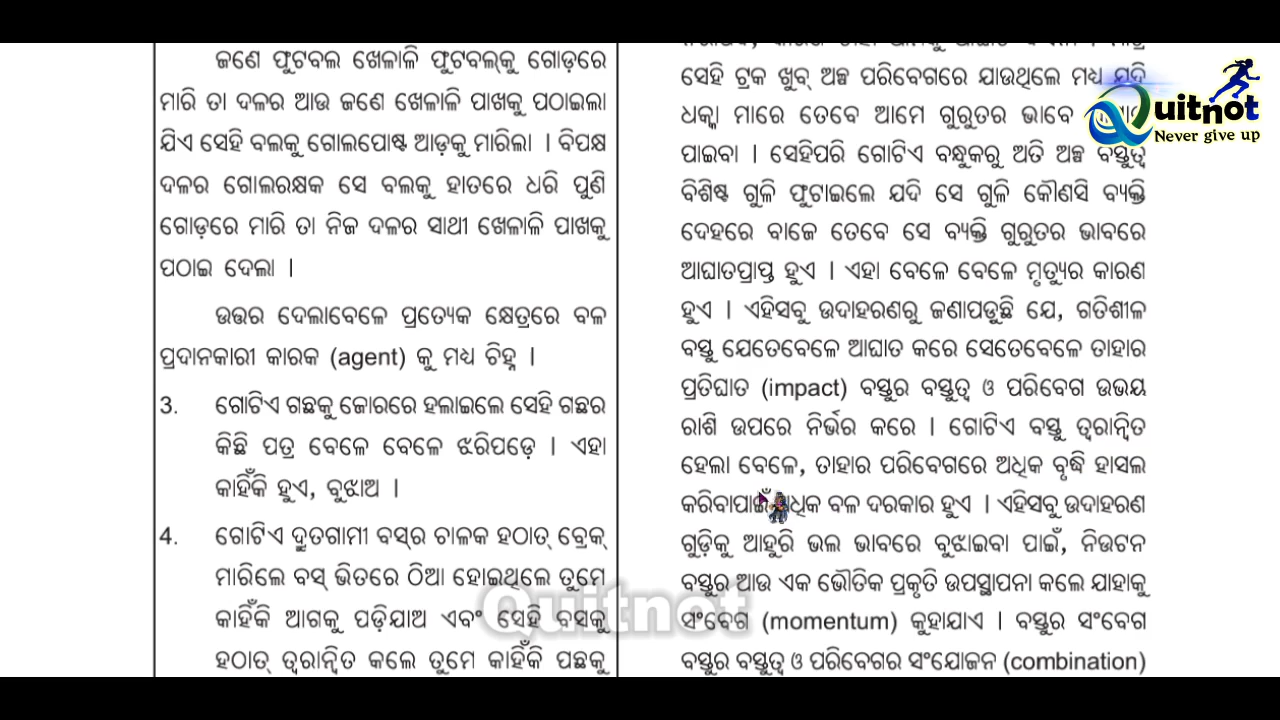 ଜଣେ ଫୁଟବଲ ଖେଳାଳି ଫୁଟବଲ୍‌କୁ ଗୋଡ଼ରେ
ମାରି ତା ଦଳର ଆଉ ଜଣେ ଖେଳାଳି ପାଖକୁ ପଠାଇଲା
ଯିଏ ସେହି ବଲକୁ ଗୋଲପୋଷ୍ଟ ଆଡ଼କୁ ମାରିଲା । ବିପକ୍ଷ
ଦଳର ଗୋଲରକ୍ଷକ ସେ ବଲକୁ ହାତରେ ଧରି ପୁଣି
ଗୋଡ଼ରେ ମାରି ତା ନିଜ ଦଳର ସାଥୀ ଖେଳାଳି ପାଖକୁ
ପଠାଇ ଦେଲା ।
ଉତ୍ତର ଦେଲାବେଳେ ପ୍ରତ୍ୟେକ କ୍ଷେତ୍ରରେ ବଳ
ପ୍ରଦାନକାରୀ କାରକ (agent) କୁ ମଧ୍ୟ ଚିହ୍ନ ।
3. ଗୋଟିଏ ଗଛକୁ ଜୋରରେ ହଲାଇଲେ ସେହି ଗଛର
କିଛି ପତ୍ର ବେଳେ ବେଳେ ଝରିପଡ଼େ । ଏହା
କାହିଁକି ହୁଏ, ବୁଝାଅ ।
4. ଗୋଟିଏ ଦ୍ରୁତଗାମୀ ବସ୍‌ର ଚାଳକ ହଠାତ୍ ବ୍ରେକ୍
ମାରିଲେ ବସ୍ ଭିତରେ ଠିଆ ହୋଇଥିଲେ ତୁମେ
କାହିଁକି ଆଗକୁ ପଡ଼ିଯାଅ ଏବଂ ସେହି ବସକୁ
ହଠାତ୍ ତ୍ୱରାନ୍ୱିତ କଲେ ତୁମେ କାହିଁକି ପଛକୁ
ସେହି ଟ୍ରକ ଖୁବ୍ ଅଳ୍ପ ପରିବେଗରେ ଯାଉଥିଲେ ମଧ୍ୟ ଯଦି
ଧକ୍କା ମାରେ ତେବେ ଆମେ ଗୁରୁତର ଭାବେ
ପାଇବା । ସେହିପରି ଗୋଟିଏ ବନ୍ଧୁକରୁ ଅତି ଅଳ୍ପ ବସ୍ତୁତ୍ୱ
ବିଶିଷ୍ଟ ଗୁଳି ଫୁଟାଇଲେ ଯଦି ସେ ଗୁଳି କୌଣସି ବ୍ୟକ୍ତି
ଦେହରେ ବାଜେ ତେବେ ସେ ବ୍ୟକ୍ତି ଗୁରୁତର ଭାବରେ
ଆଘାତପ୍ରାପ୍ତ ହୁଏ । ଏହା ବେଳେ ବେଳେ ମୃତ୍ୟୁର କାରଣ
ହୁଏ । ଏହିସବୁ ଉଦାହରଣରୁ ଜଣାପଡୁଛି ଯେ, ଗତିଶୀଳ
ବସ୍ତୁ ଯେତେବେଳେ ଆଘାତ କରେ ସେତେବେଳେ ତାହାର
ପ୍ରତିଘାତ (impact) ବସ୍ତୁର ବସ୍ତୁତ୍ୱ ଓ ପରିବେଗ ଉଭୟ
ରାଶି ଉପରେ ନିର୍ଭର କରେ । ଗୋଟିଏ ବସ୍ତୁ ତ୍ୱରାନ୍ୱିତ
ହେଲା ବେଳେ, ତାହାର ପରିବେଗରେ ଅଧିକ ବୃଦ୍ଧି ହାସଲ
କରିବାପାଇଁ ଅଧିକ ବଳ ଦରକାର ହୁଏ । ଏହିସବୁ ଉଦାହରଣ
ଗୁଡ଼ିକୁ ଆହୁରି ଭଲ ଭାବରେ ବୁଝାଇବା ପାଇଁ, ନିଉଟନ
ବସ୍ତୁର ଆଉ ଏକ ଭୌତିକ ପ୍ରକୃତି ଉପସ୍ଥାପନା କଲେ ଯାହାକୁ
ସଂବେଗ (momentum) କୁହାଯାଏ । ବସ୍ତୁର ସଂବେଗ
ବସ୍ତୁର ବସ୍ତୁତ୍ୱ ଓ ପରିବେଗର ସଂଯୋଜନ (combination)
Quitnot
Never give up
Quitnot